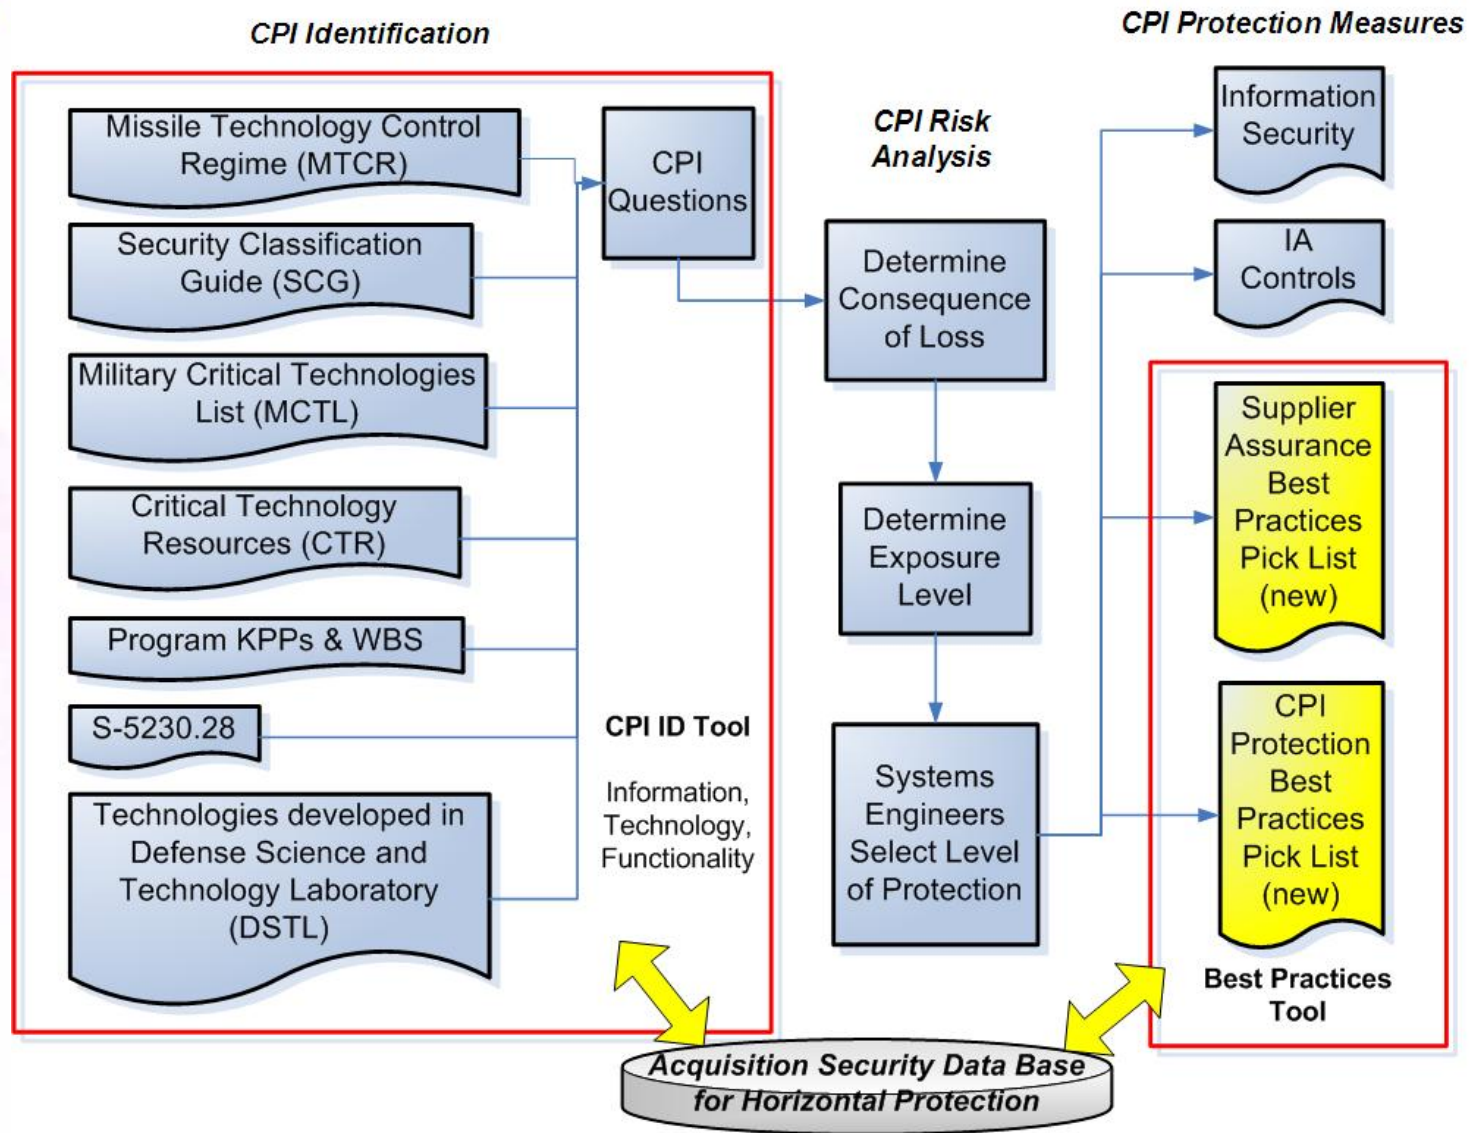 CPI Identification
Missile Technology Control
Regime (MTCR)
Security Classification
Guide (SCG)
Military Critical Technologies
List (MCTL)
Critical Technology
Resources (CTR)
Program KPPs & WBS
S-5230.28
Technologies developed in
Defense Science and
Technology Laboratory
(DSTL)
CPI
Questions
CPI ID Tool
Information,
Technology,
Functionality
CPI Risk
Analysis
Determine
Consequence
of Loss
Determine
Exposure
Level
Systems
Engineers
Select Level
of Protection
CPI Protection Measures
Information
Security
IA
Controls
Supplier
Assurance
Best
Practices
Pick List
(new)
CPI
Protection
Best
Practices
Pick List
(new)
Best Practices
Tool
Acquisition Security Data Base
for Horizontal Protection